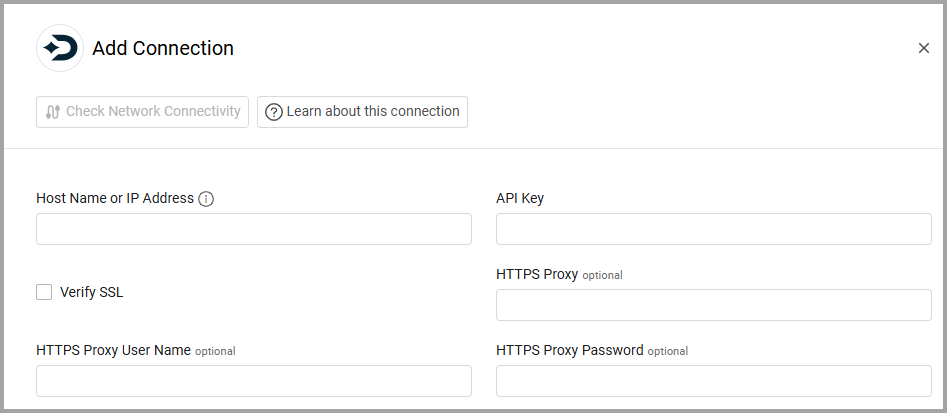 Add Connection
Check Network Connectivity
Learn about this connection
Host Name or IP Address
API Key
Verify SSL
HTTPS Proxy optional
HTTPS Proxy User Name optional
HTTPS Proxy Password optional